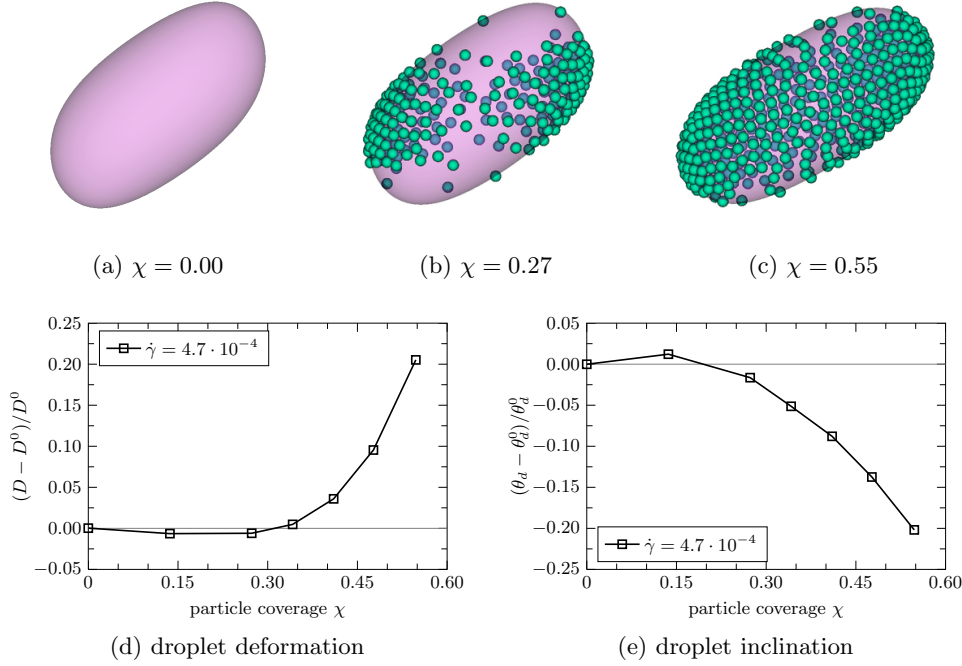 (a) χ = 0.00
(b) χ = 0.27
(c) χ = 0.55
0.25
0.20
0.15
0.10
0.05
0.00
−0.05
(D − D⁰)/D⁰
γ̇ = 4.7 · 10⁻⁴
0 0.15 0.30 0.45 0.60
particle coverage χ
(d) droplet deformation
0.05
0.00
−0.05
−0.10
−0.15
−0.20
−0.25
(θ_d − θ_d⁰)/θ_d⁰
γ̇ = 4.7 · 10⁻⁴
0 0.15 0.30 0.45 0.60
particle coverage χ
(e) droplet inclination